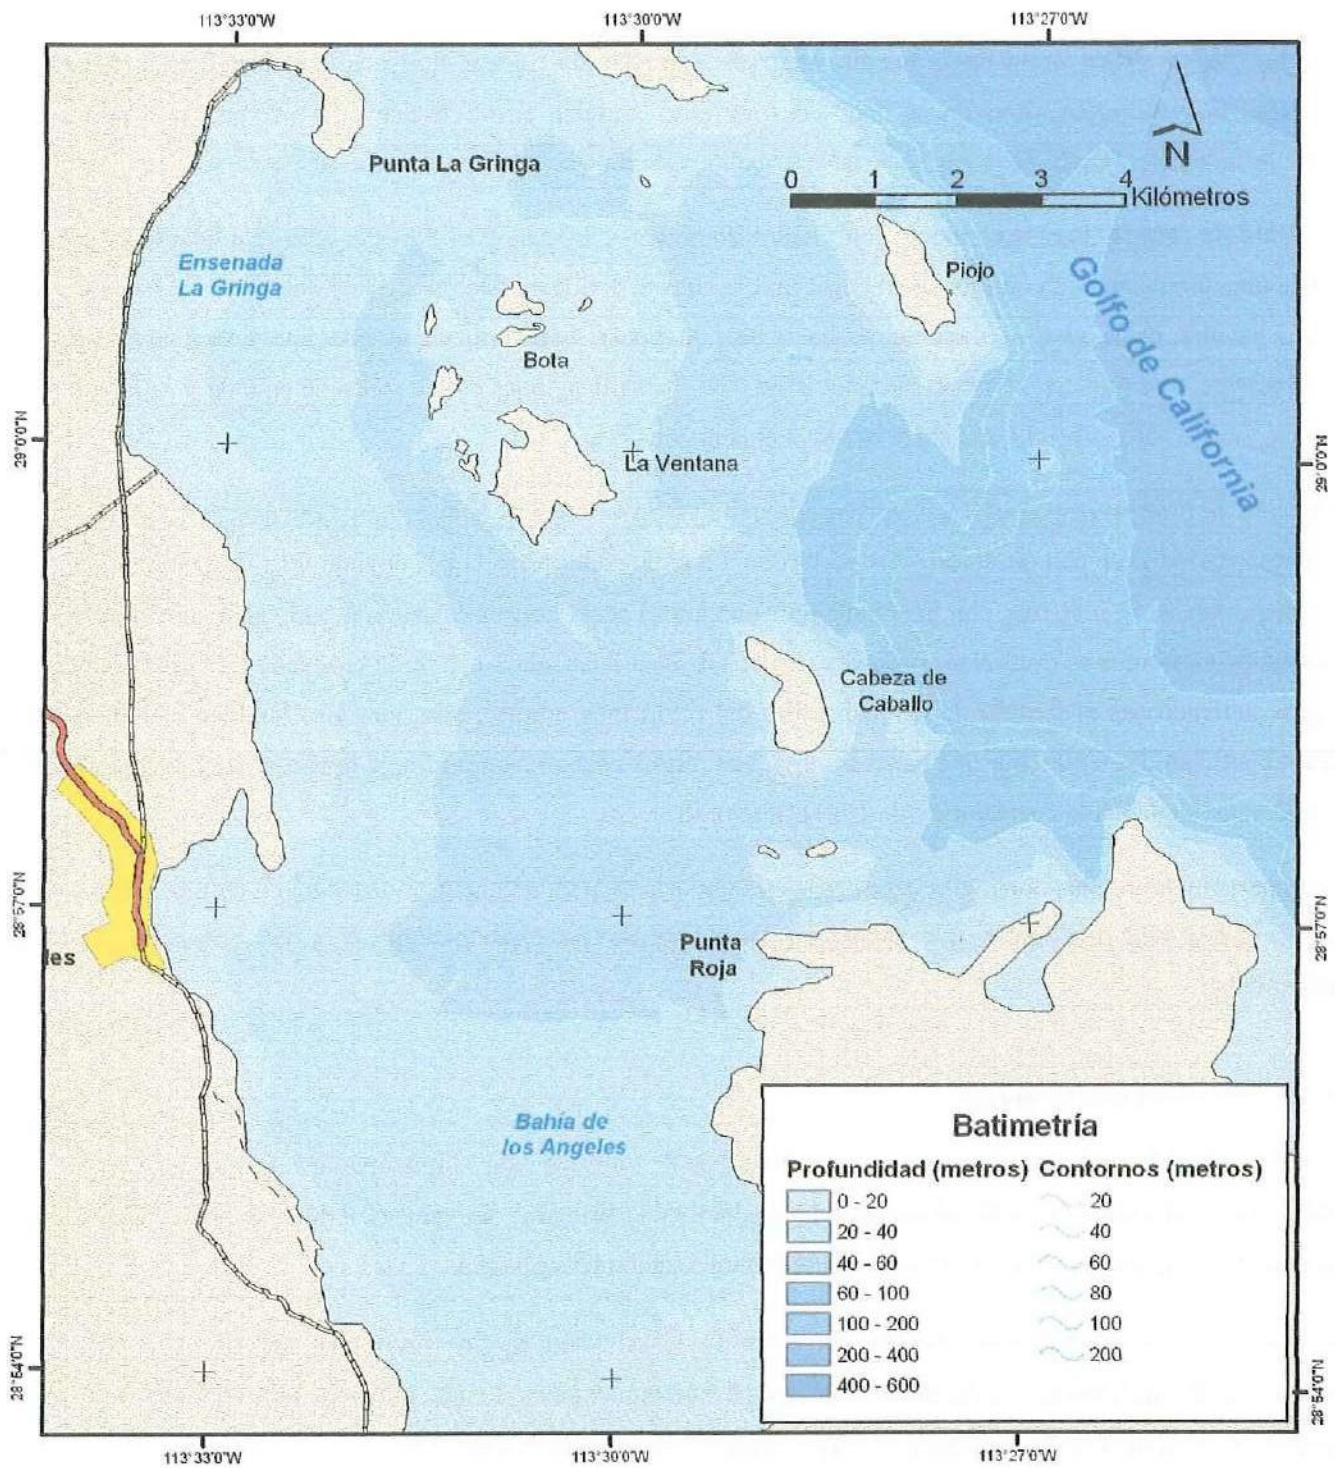 113°33'0"W
113°30'0"W
113°27'0"W
Punta La Gringa
N
0 1 2 3 4
Kilómetros
Ensenada
La Gringa
Piojo
Golfo de California
Bota
29°0'0"N
La Ventana
29°0'0"N
Cabeza de
Caballo
28°57'0"N
28°57'0"N
les
Punta
Roja
Bahía de
los Angeles
Batimetría
Profundidad (metros) Contornos (metros)
0 - 20 20
20 - 40 40
40 - 60 60
60 - 100 80
100 - 200 100
200 - 400 200
400 - 600
28°54'0"N
28°54'0"N
113°33'0"W
113°30'0"W
113°27'0"W